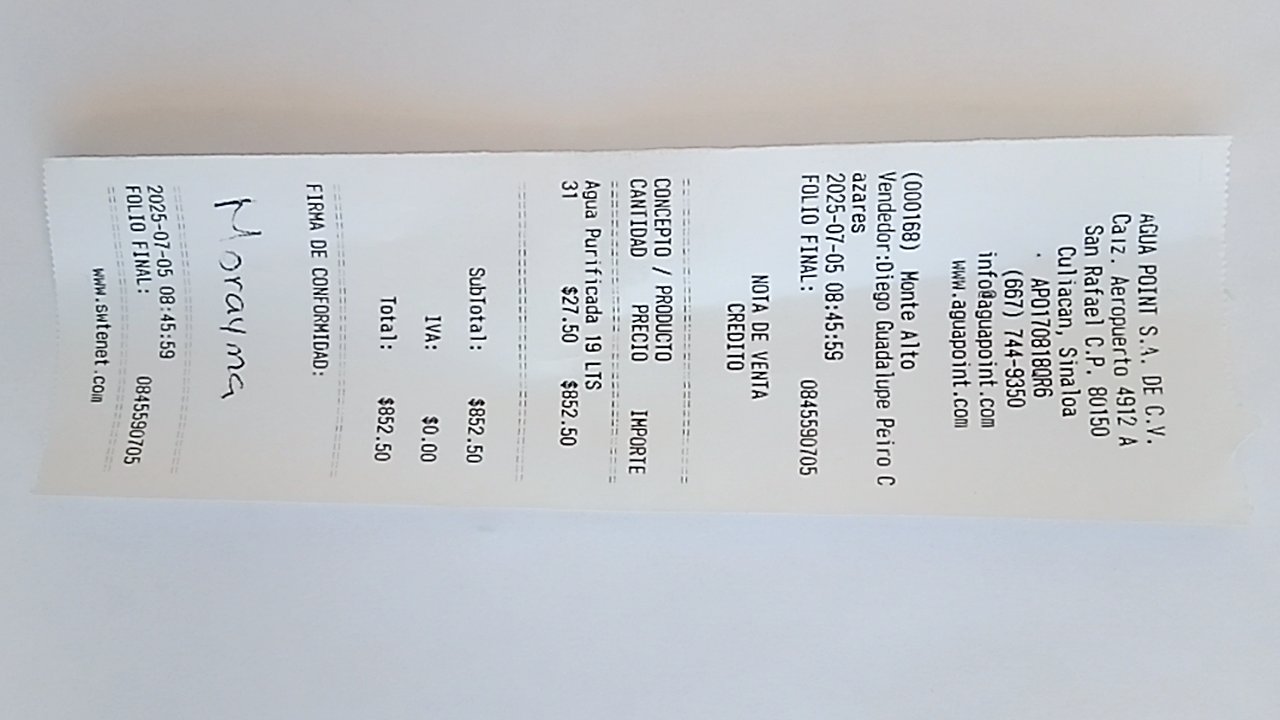 AGUA POINT S.A. DE C.V.
Calz. Aeropuerto 4912 A
San Rafael C.P. 80150
Culiacan, Sinaloa
. APO170818QR6
(667) 744-9350
info@aguapoint.com
www.aguapoint.com
(000168) Monte Alto
Vendedor:Diego Guadalupe Peiro C
azares
2025-07-05 08:45:59
FOLIO FINAL: 0845590705
NOTA DE VENTA
CREDITO
================================
CONCEPTO / PRODUCTO
CANTIDAD PRECIO IMPORTE
================================
Agua Purificada 19 LTS
31 $27.50 $852.50
================================
SubTotal: $852.50
IVA: $0.00
Total: $852.50
================================
FIRMA DE CONFORMIDAD:
Morayma
================================
2025-07-05 08:45:59
FOLIO FINAL: 0845590705
================================
www.swtenet.com